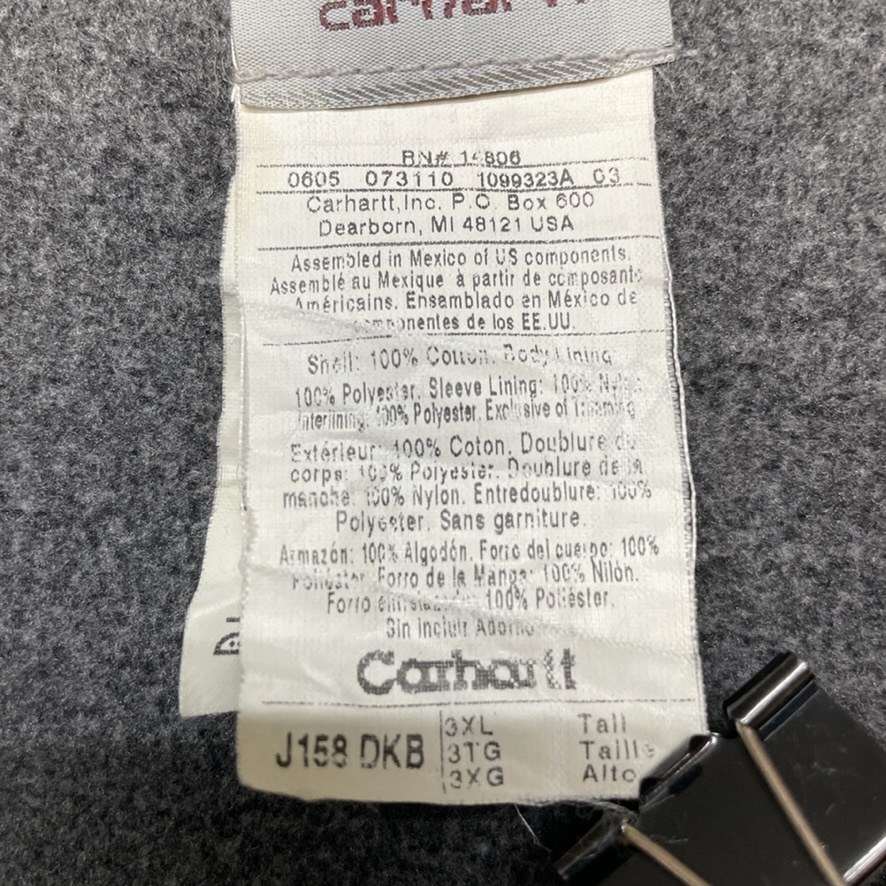 carhartt
RN# 14806
0605 073110 1099323A 03
Carhartt, Inc. P.O. Box 600
Dearborn, MI 48121 USA
Assembled in Mexico of US components.
Assemblé au Mexique à partir de composants
Américains. Ensamblado en México de
componentes de los EE.UU.
Shell: 100% Cotton. Body Lining
100% Polyester. Sleeve Lining: 100% Nylon
Interlining: 100% Polyester. Exclusive of Trimming
Extérieur: 100% Coton. Doublure du
corps: 100% Polyester. Doublure de la
manche: 100% Nylon. Entredoublure: 100%
Polyester. Sans garniture.
Armazón: 100% Algodón. Forro del cuerpo: 100%
Poliéster. Forro de la Manga: 100% Nilón.
Forro entrelazado: 100% Poliéster.
Sin incluir Adorno.
Carhartt
J158 DKB
3XL Tall
3TG Taille
3XG Alto